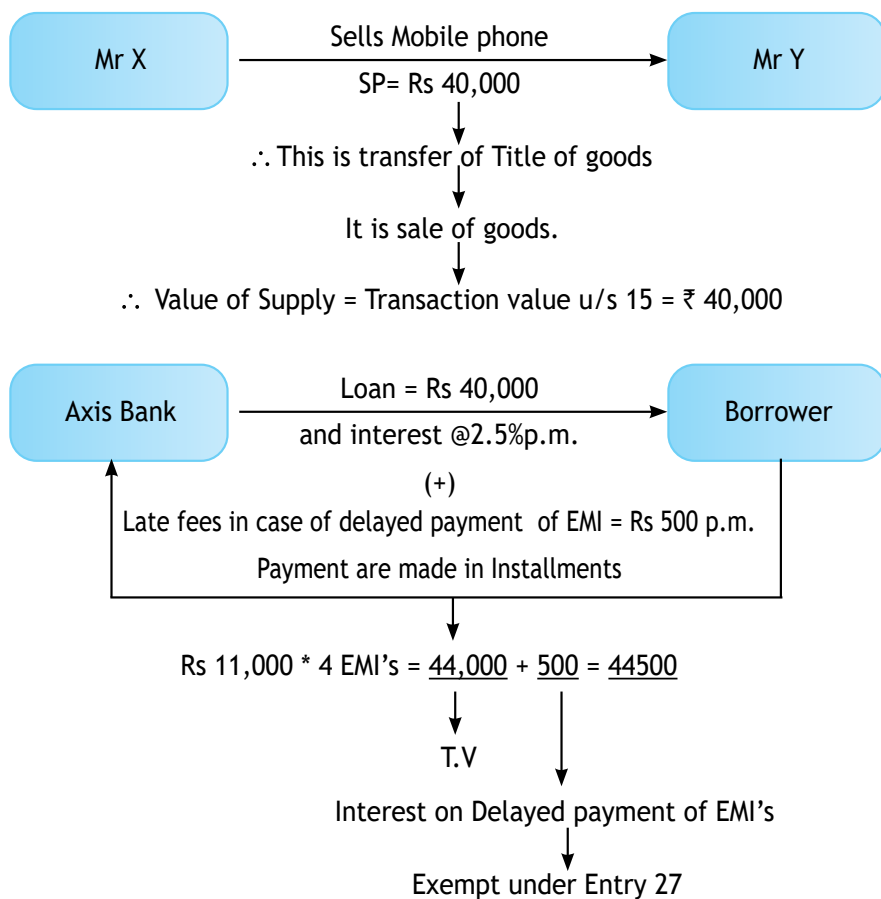 Mr X
Sells Mobile phone
SP= Rs 40,000
Mr Y
∴ This is transfer of Title of goods
It is sale of goods.
∴ Value of Supply = Transaction value u/s 15 = ₹ 40,000
Axis Bank
Loan = Rs 40,000
and interest @2.5%p.m.
Borrower
(+)
Late fees in case of delayed payment of EMI = Rs 500 p.m.
Payment are made in Installments
Rs 11,000 * 4 EMI’s = 44,000 + 500 = 44500
T.V
Interest on Delayed payment of EMI’s
Exempt under Entry 27